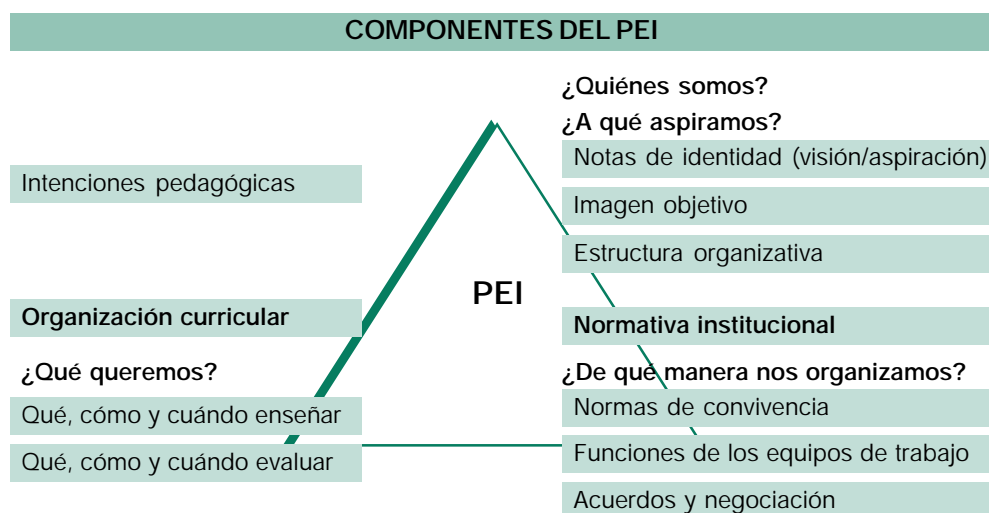 COMPONENTES DEL PEI
¿Quiénes somos?
¿A qué aspiramos?
Notas de identidad (visión/aspiración)
Imagen objetivo
Estructura organizativa
Intenciones pedagógicas
PEI
Organización curricular
¿Qué queremos?
Qué, cómo y cuándo enseñar
Qué, cómo y cuándo evaluar
Normativa institucional
¿De qué manera nos organizamos?
Normas de convivencia
Funciones de los equipos de trabajo
Acuerdos y negociación